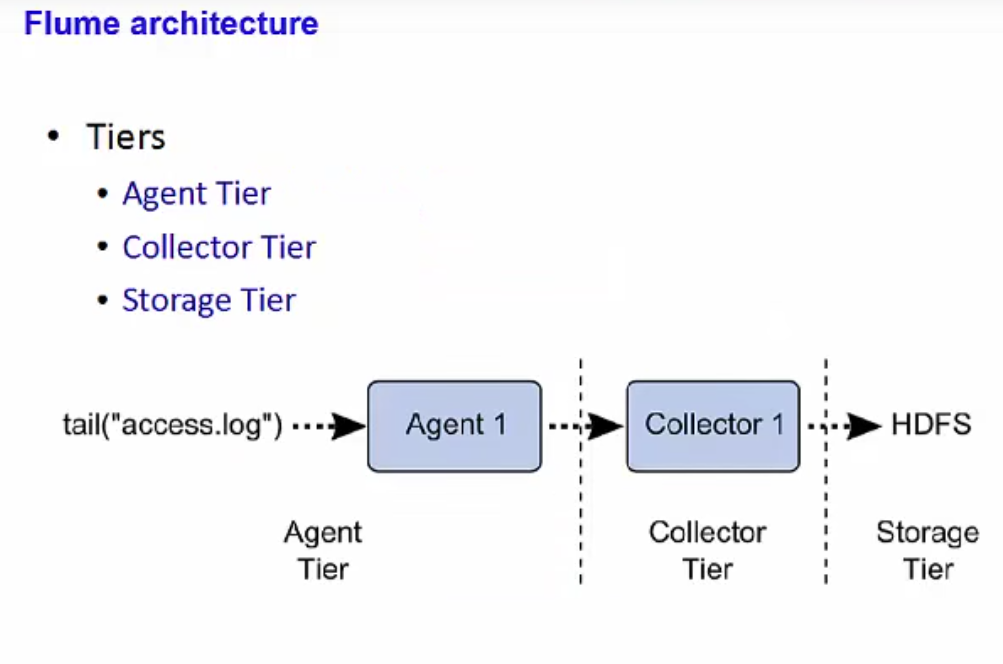 Flume architecture
• Tiers
• Agent Tier
• Collector Tier
• Storage Tier
tail("access.log")
Agent 1
Collector 1
HDFS
Agent
Tier
Collector
Tier
Storage
Tier